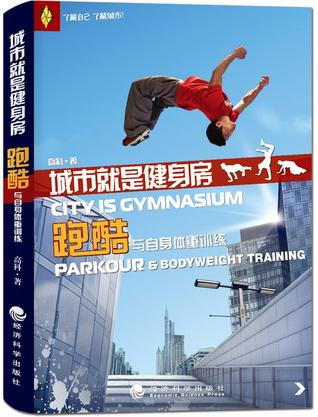 了解自己 了解城市!
高科·著
城市就是健身房
CITY IS GYMNASIUM
跑酷与自身体重训练
PARKOUR & BODYWEIGHT TRAINING
经济科学出版社
Economic Science Press
城市就是健身房
跑酷
与自身体重训练
高科·著
经济科学出版社